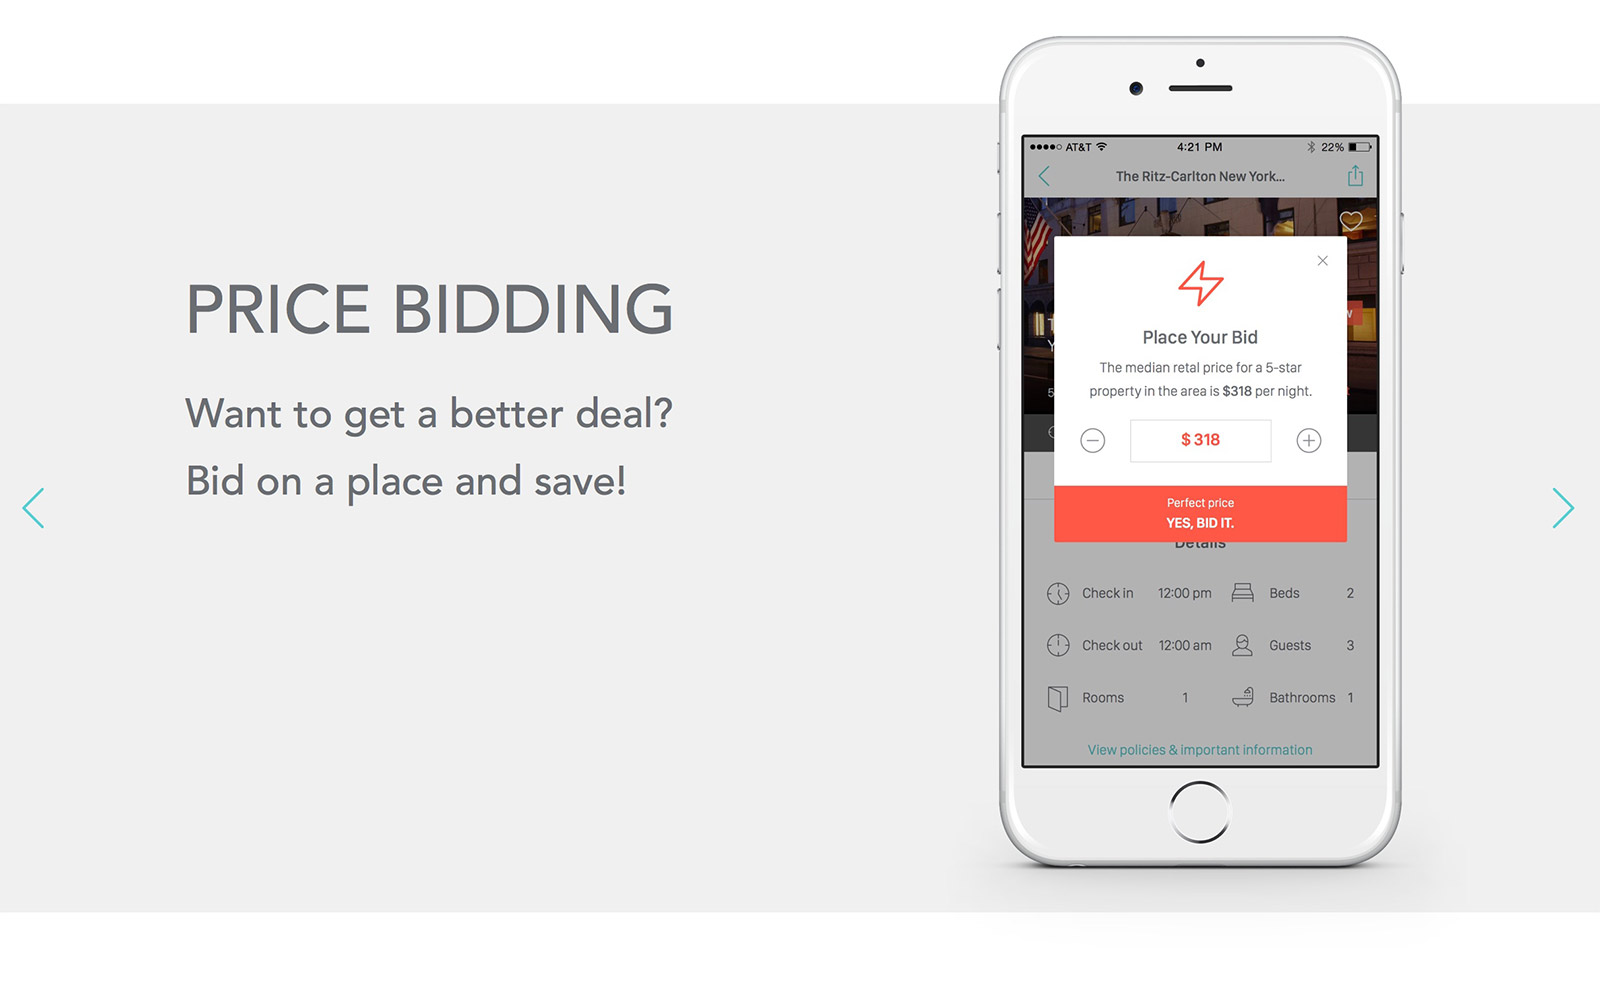 PRICE BIDDING
Want to get a better deal?
Bid on a place and save!
AT&T 4:21 PM 22%
The Ritz-Carlton New York...
Place Your Bid
The median retal price for a 5-star
property in the area is $318 per night.
$ 318
Perfect price
YES, BID IT.
Details
Check in 12:00 pm Beds 2
Check out 12:00 am Guests 3
Rooms 1 Bathrooms 1
View policies & important information